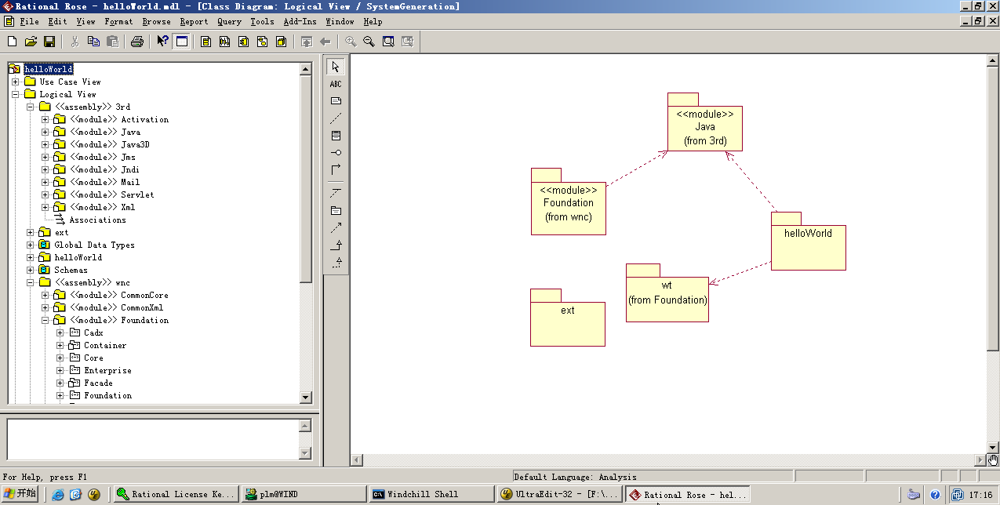 Rational Rose - helloWorld.mdl - [Class Diagram: Logical View / SystemGeneration]
File Edit View Format Browse Report Query Tools Add-Ins Window Help
helloWorld
Use Case View
Logical View
<<assembly>> 3rd
<<module>> Activation
<<module>> Java
<<module>> Java3D
<<module>> Jms
<<module>> Jndi
<<module>> Mail
<<module>> Servlet
<<module>> Xml
Associations
ext
Global Data Types
helloWorld
Schemas
<<assembly>> wnc
<<module>> CommonCore
<<module>> CommonXml
<<module>> Foundation
Cadx
Container
Core
Enterprise
Facade
Foundation
ABC
<<module>>
Java
(from 3rd)
<<module>>
Foundation
(from wnc)
helloWorld
wt
(from Foundation)
ext
For Help, press F1
Default Language: Analysis
开始
Rational License Ke...
plm@WIND
Windchill Shell
UltraEdit-32 - [F:\...
Rational Rose - hel...
17:16